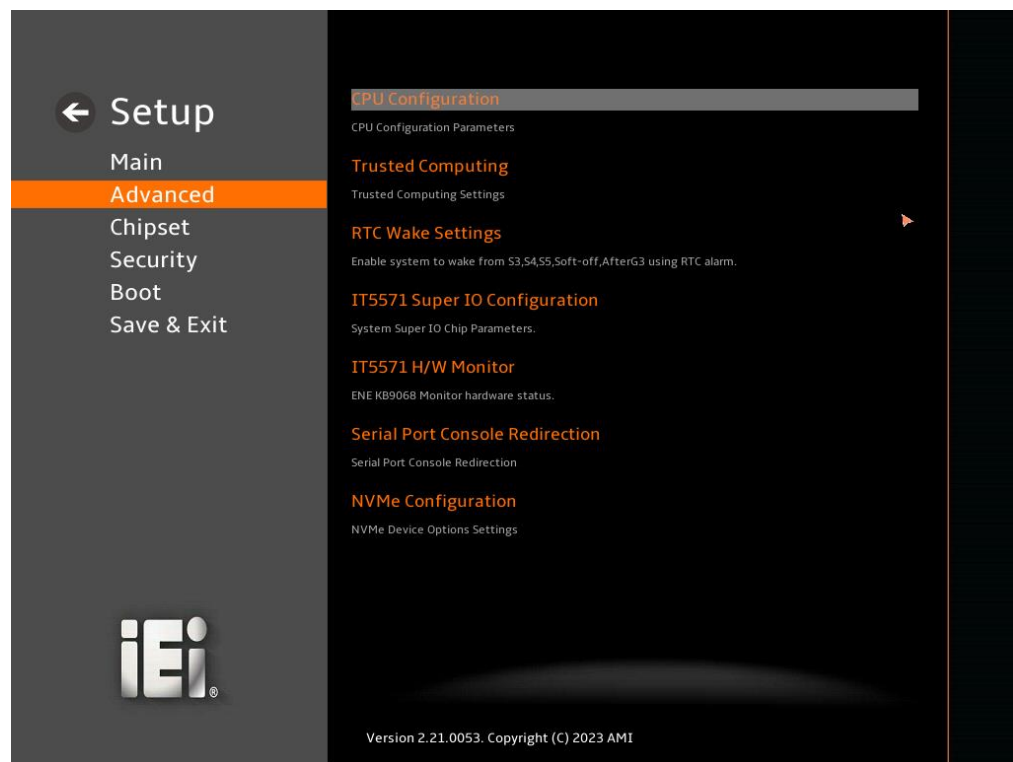 Setup
Main
Advanced
Chipset
Security
Boot
Save & Exit
CPU Configuration
CPU Configuration Parameters
Trusted Computing
Trusted Computing Settings
RTC Wake Settings
Enable system to wake from S3,S4,S5,Soft-off,AfterG3 using RTC alarm.
IT5571 Super IO Configuration
System Super IO Chip Parameters.
IT5571 H/W Monitor
ENE KB9068 Monitor hardware status.
Serial Port Console Redirection
Serial Port Console Redirection
NVMe Configuration
NVMe Device Options Settings
iEi®
Version 2.21.0053. Copyright (C) 2023 AMI